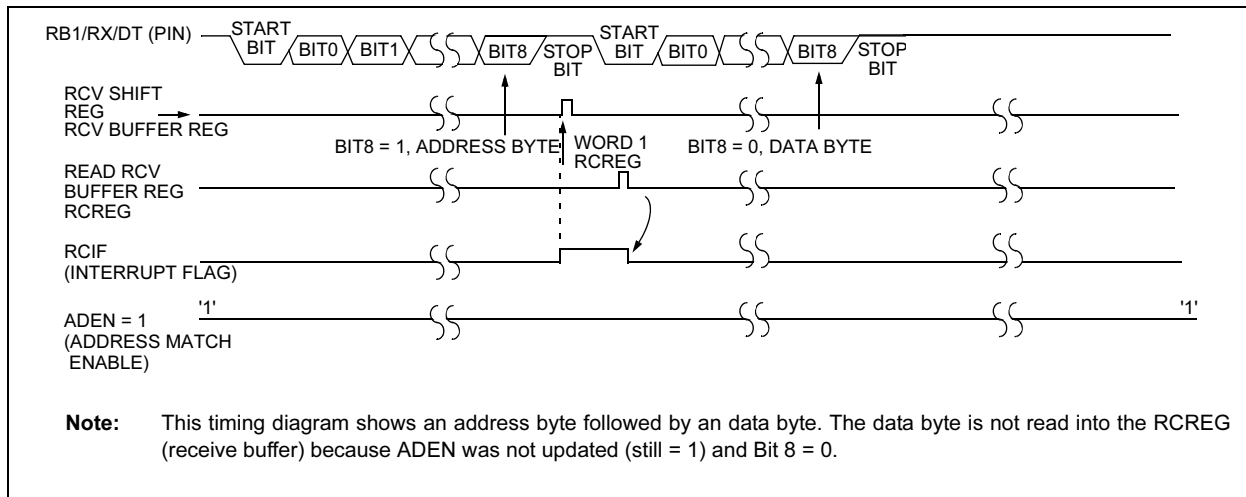 RB1/RX/DT (PIN)
START
BIT
BIT0
BIT1
BIT8
STOP
BIT
START
BIT
BIT0
BIT8
STOP
BIT
RCV SHIFT
REG
RCV BUFFER REG
BIT8 = 1, ADDRESS BYTE
WORD 1
RCREG
BIT8 = 0, DATA BYTE
READ RCV
BUFFER REG
RCREG
RCIF
(INTERRUPT FLAG)
'1'
'1'
ADEN = 1
(ADDRESS MATCH
ENABLE)
Note: This timing diagram shows an address byte followed by an data byte. The data byte is not read into the RCREG
(receive buffer) because ADEN was not updated (still = 1) and Bit 8 = 0.